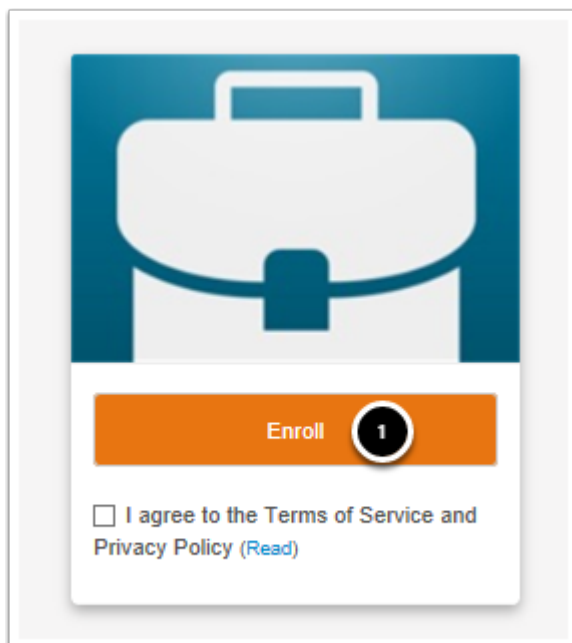 Enroll 1
I agree to the Terms of Service and
Privacy Policy (Read)